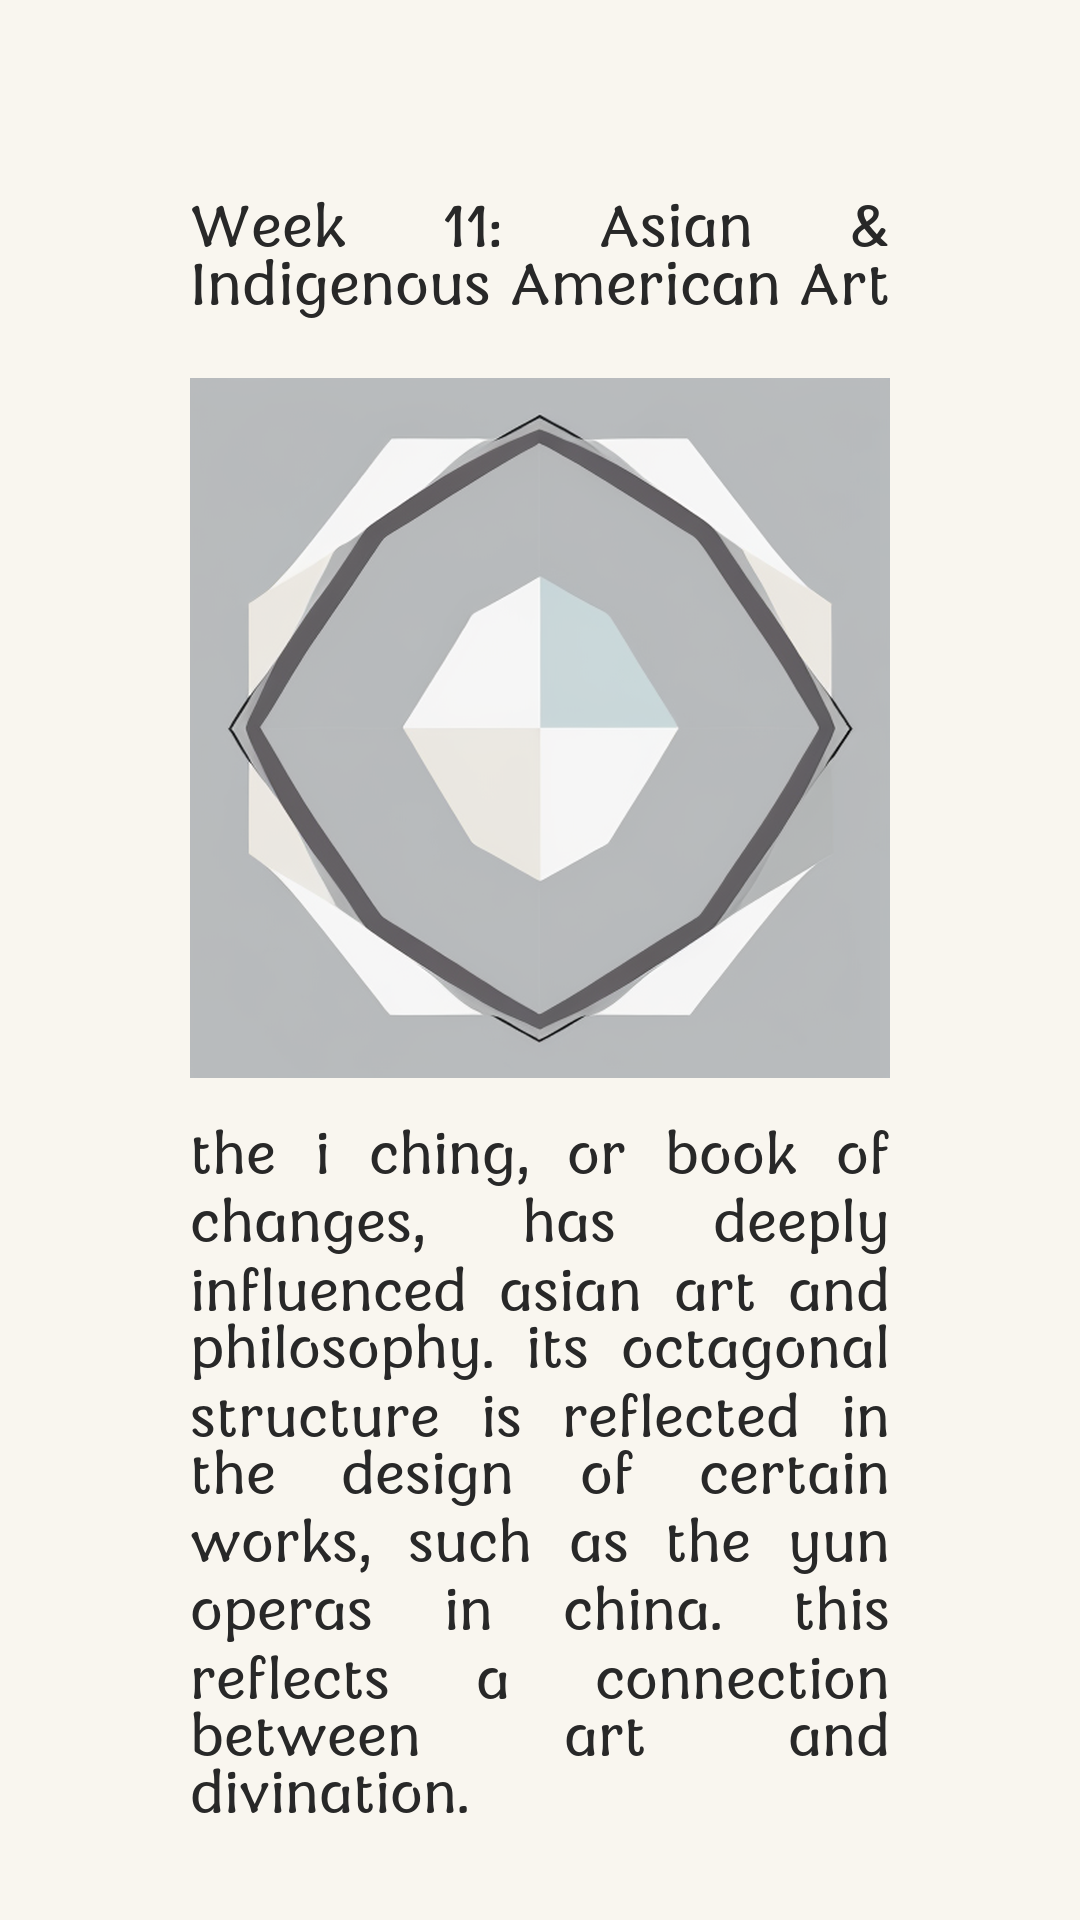 Week 11: Asian &
Indigenous American Art
the i ching, or book of
changes, has deeply
influenced asian art and
philosophy. its octagonal
structure is reflected in
the design of certain
works, such as the yun
operas in china. this
reflects a connection
between art and
divination.